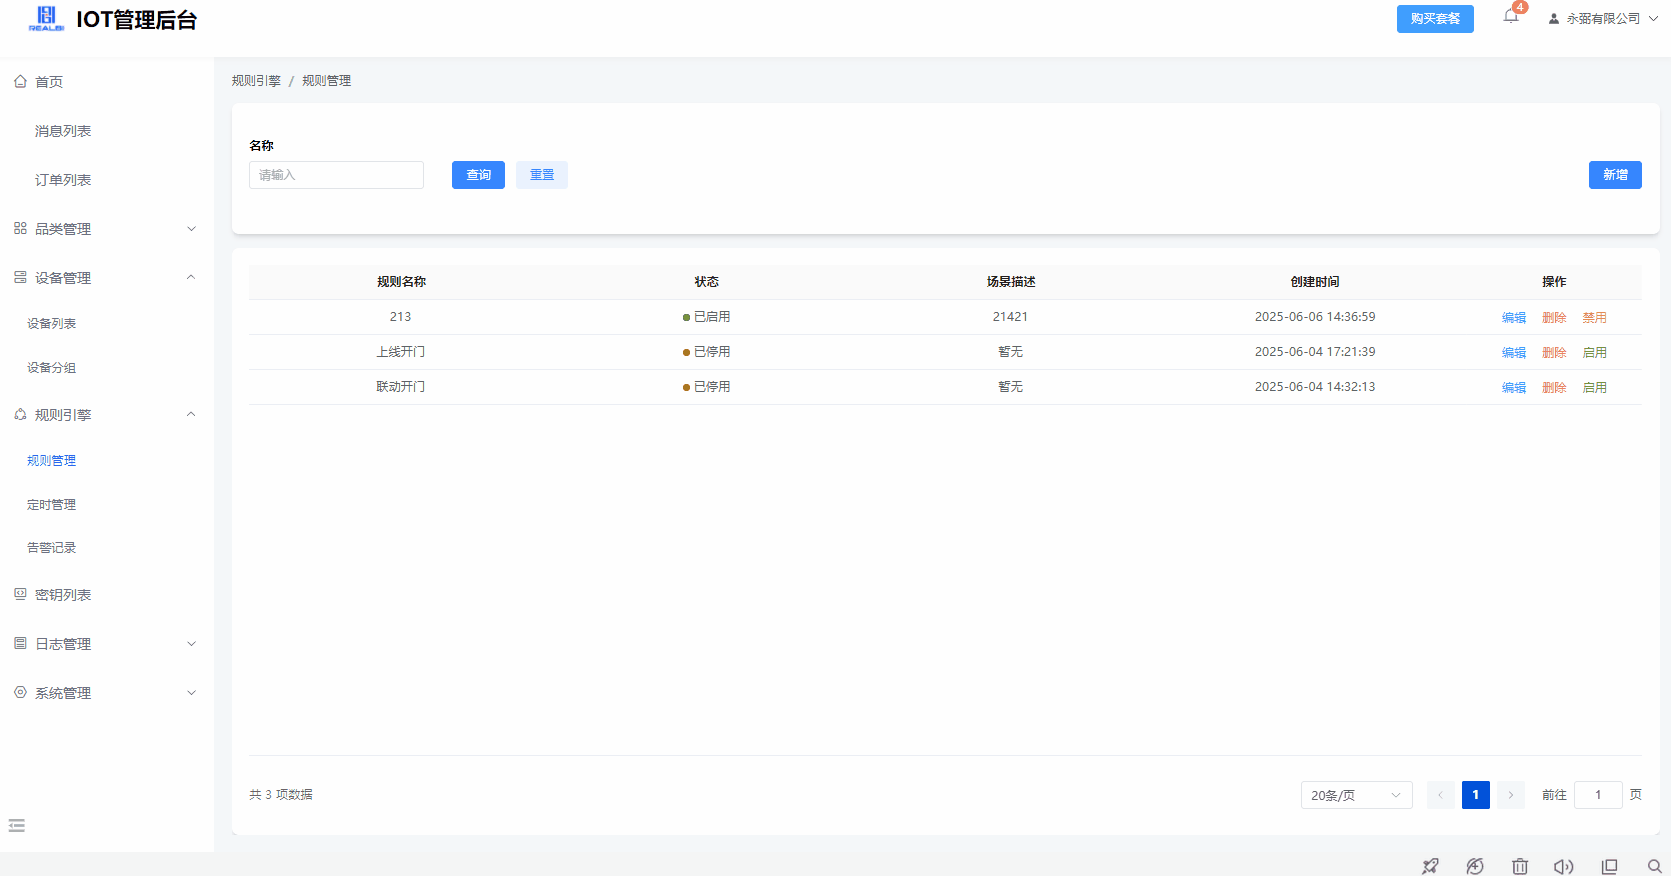 REALBI IOT管理后台
购买套餐
4
永弼有限公司
首页
消息列表
订单列表
品类管理
设备管理
设备列表
设备分组
规则引擎
规则管理
定时管理
告警记录
密钥列表
日志管理
系统管理
规则引擎 / 规则管理
名称
请输入 查询 重置 新增
规则名称 状态 场景描述 创建时间 操作
213 已启用 21421 2025-06-06 14:36:59 编辑 删除 禁用
上线开门 已停用 暂无 2025-06-04 17:21:39 编辑 删除 启用
联动开门 已停用 暂无 2025-06-04 14:32:13 编辑 删除 启用
共 3 项数据 20条/页 1 前往 1 页